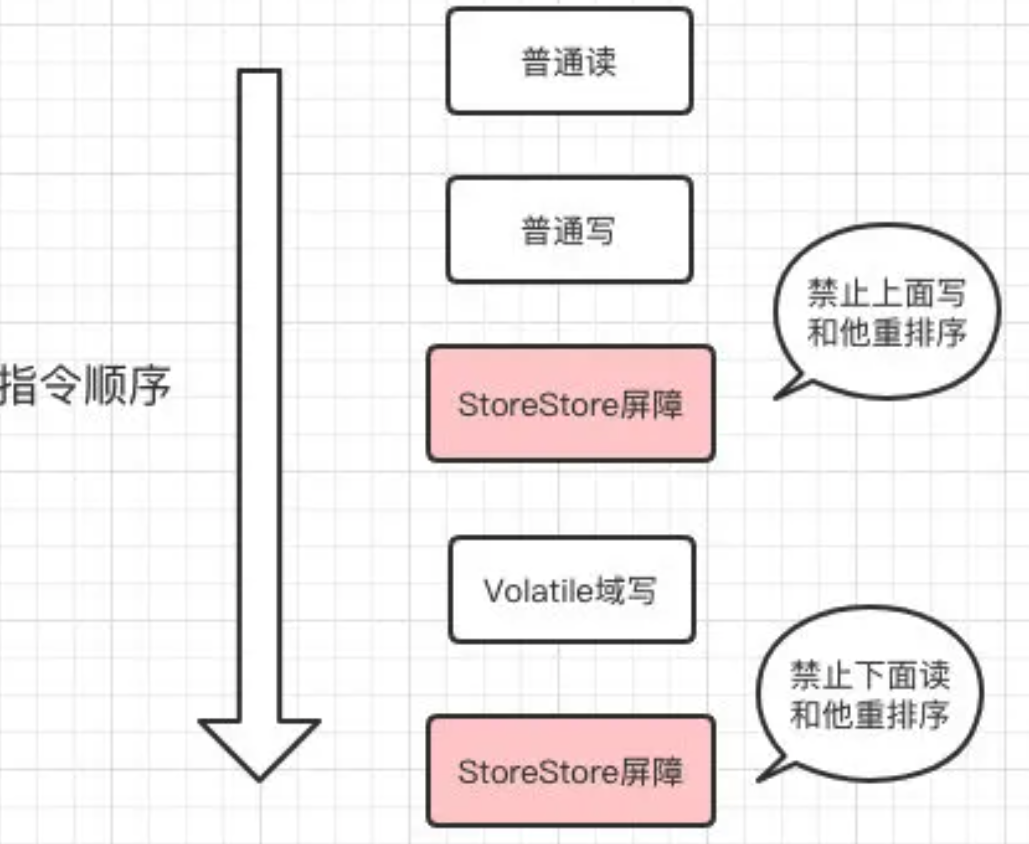 普通读
普通写
禁止上面写
和他重排序
指令顺序
StoreStore屏障
Volatile域写
禁止下面读
和他重排序
StoreStore屏障